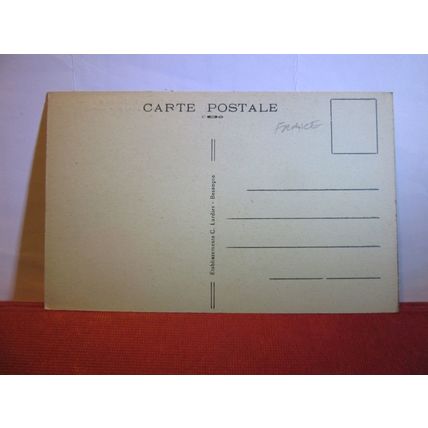 CARTE POSTALE
FRANCE
Etablissements C. Lardier - Besançon